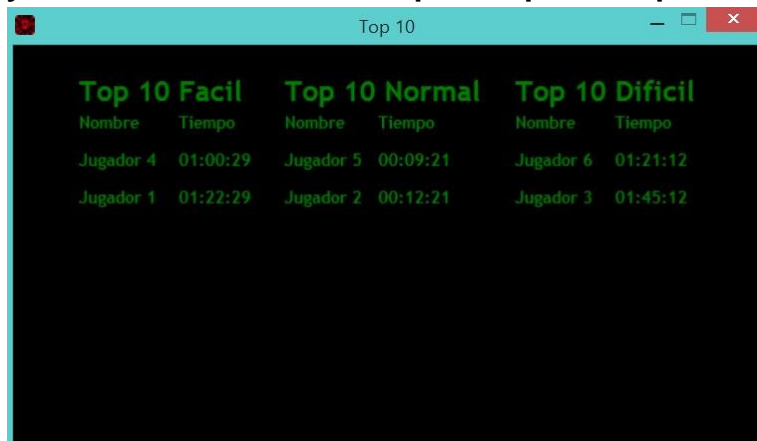 Top 10
Top 10 Facil Top 10 Normal Top 10 Dificil
Nombre Tiempo Nombre Tiempo Nombre Tiempo
Jugador 4 01:00:29 Jugador 5 00:09:21 Jugador 6 01:21:12
Jugador 1 01:22:29 Jugador 2 00:12:21 Jugador 3 01:45:12